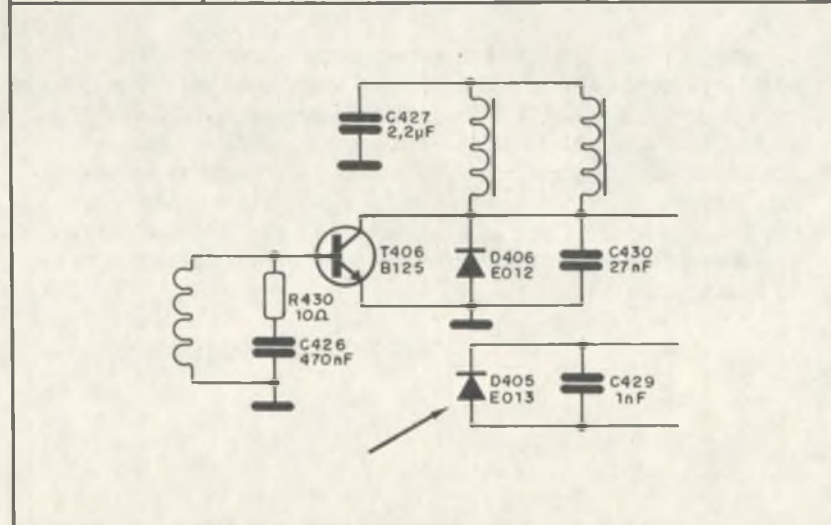 C427
2,2µF
T406
B125
D406
E012
C430
27nF
R430
10Ω
C426
470nF
D405
E013
C429
1nF